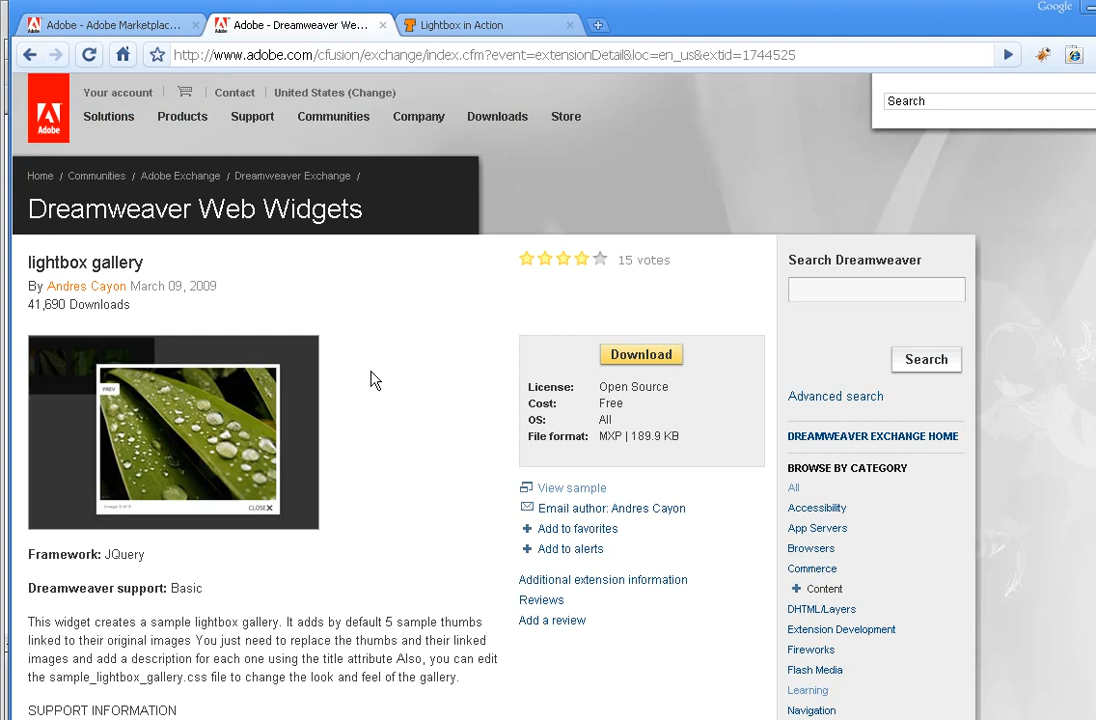 Google
Adobe - Adobe Marketplac...
Adobe - Dreamweaver We...
Lightbox in Action
http://www.adobe.com/cfusion/exchange/index.cfm?event=extensionDetail&loc=en_us&extid=1744525
Adobe
Your account | | Contact | United States (Change)
Solutions Products Support Communities Company Downloads Store
Search
Home / Communities / Adobe Exchange / Dreamweaver Exchange /
Dreamweaver Web Widgets
lightbox gallery
By Andres Cayon March 09, 2009
41,690 Downloads
PREV
CLOSE X
Framework: JQuery
Dreamweaver support: Basic
This widget creates a sample lightbox gallery. It adds by default 5 sample thumbs
linked to their original images You just need to replace the thumbs and their linked
images and add a description for each one using the title attribute Also, you can edit
the sample_lightbox_gallery.css file to change the look and feel of the gallery.
SUPPORT INFORMATION
15 votes
Download
License: Open Source
Cost: Free
OS: All
File format: MXP | 189.9 KB
View sample
Email author: Andres Cayon
Add to favorites
Add to alerts
Additional extension information
Reviews
Add a review
Search Dreamweaver
Search
Advanced search
DREAMWEAVER EXCHANGE HOME
BROWSE BY CATEGORY
All
Accessibility
App Servers
Browsers
Commerce
Content
DHTML/Layers
Extension Development
Fireworks
Flash Media
Learning
Navigation